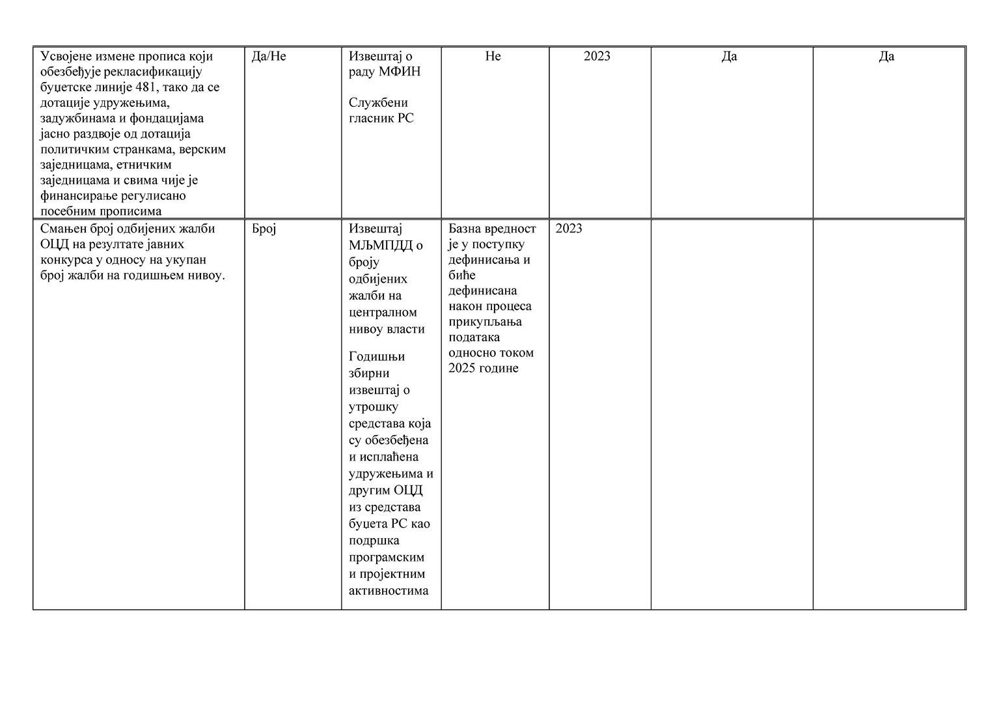 Усвојене измене прописа који
обезбеђује рекласификацију
буџетске линије 481, тако да се
дотације удружењима,
задужбинама и фондацијама
јасно раздвоје од дотација
политичким странкама, верским
заједницама, етничким
заједницама и свима чије је
финансирање регулисано
посебним прописима
Да/Не
Извештај о
раду МФИН
Службени
гласник РС
Не
2023
Да
Да
Смањен број одбијених жалби
ОЦД на резултате јавних
конкурса у односу на укупан
број жалби на годишњем нивоу.
Број
Извештај
МЉМПДД о
броју
одбијених
жалби на
централном
нивоу власти
Годишњи
збирни
извештај о
утрошку
средстава која
су обезбеђена
и исплаћена
удружењима и
другим ОЦД
из средстава
буџета РС као
подршка
програмским
и пројектним
активностима
Базна вредност
је у поступку
дефинисања и
биће
дефинисана
након процеса
прикупљања
података
односно током
2025 године
2023